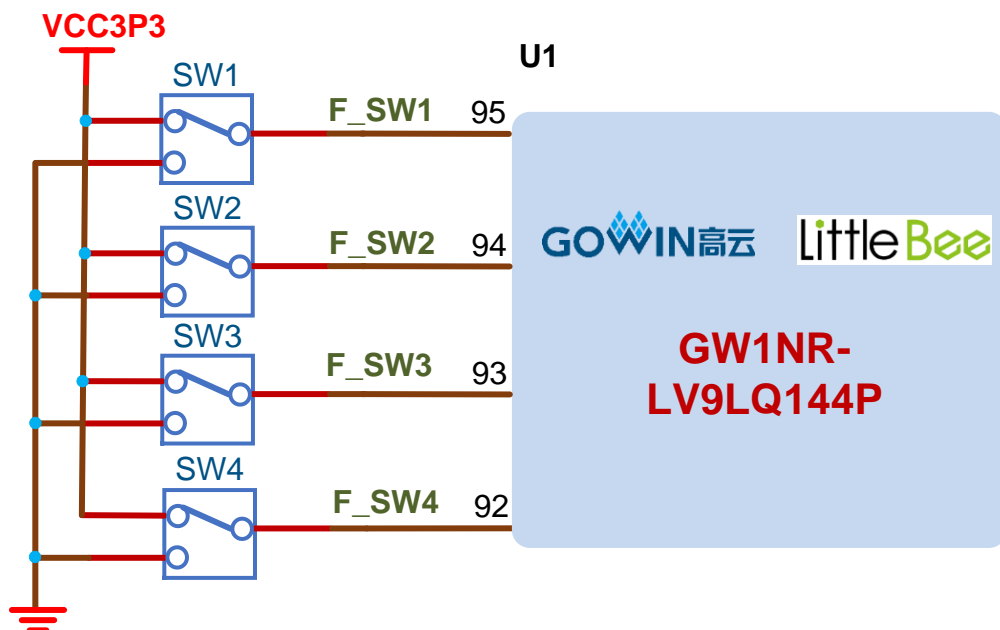 VCC3P3
U1
SW1
F_SW1 95
SW2
F_SW2 94
GOWIN高云 LittleBee
SW3
F_SW3 93
GW1NR-
LV9LQ144P
SW4
F_SW4 92